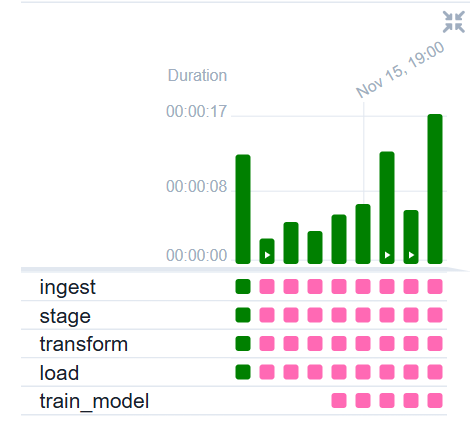 Nov 15, 19:00
Duration
00:00:17
00:00:08
00:00:00
ingest
stage
transform
load
train_model